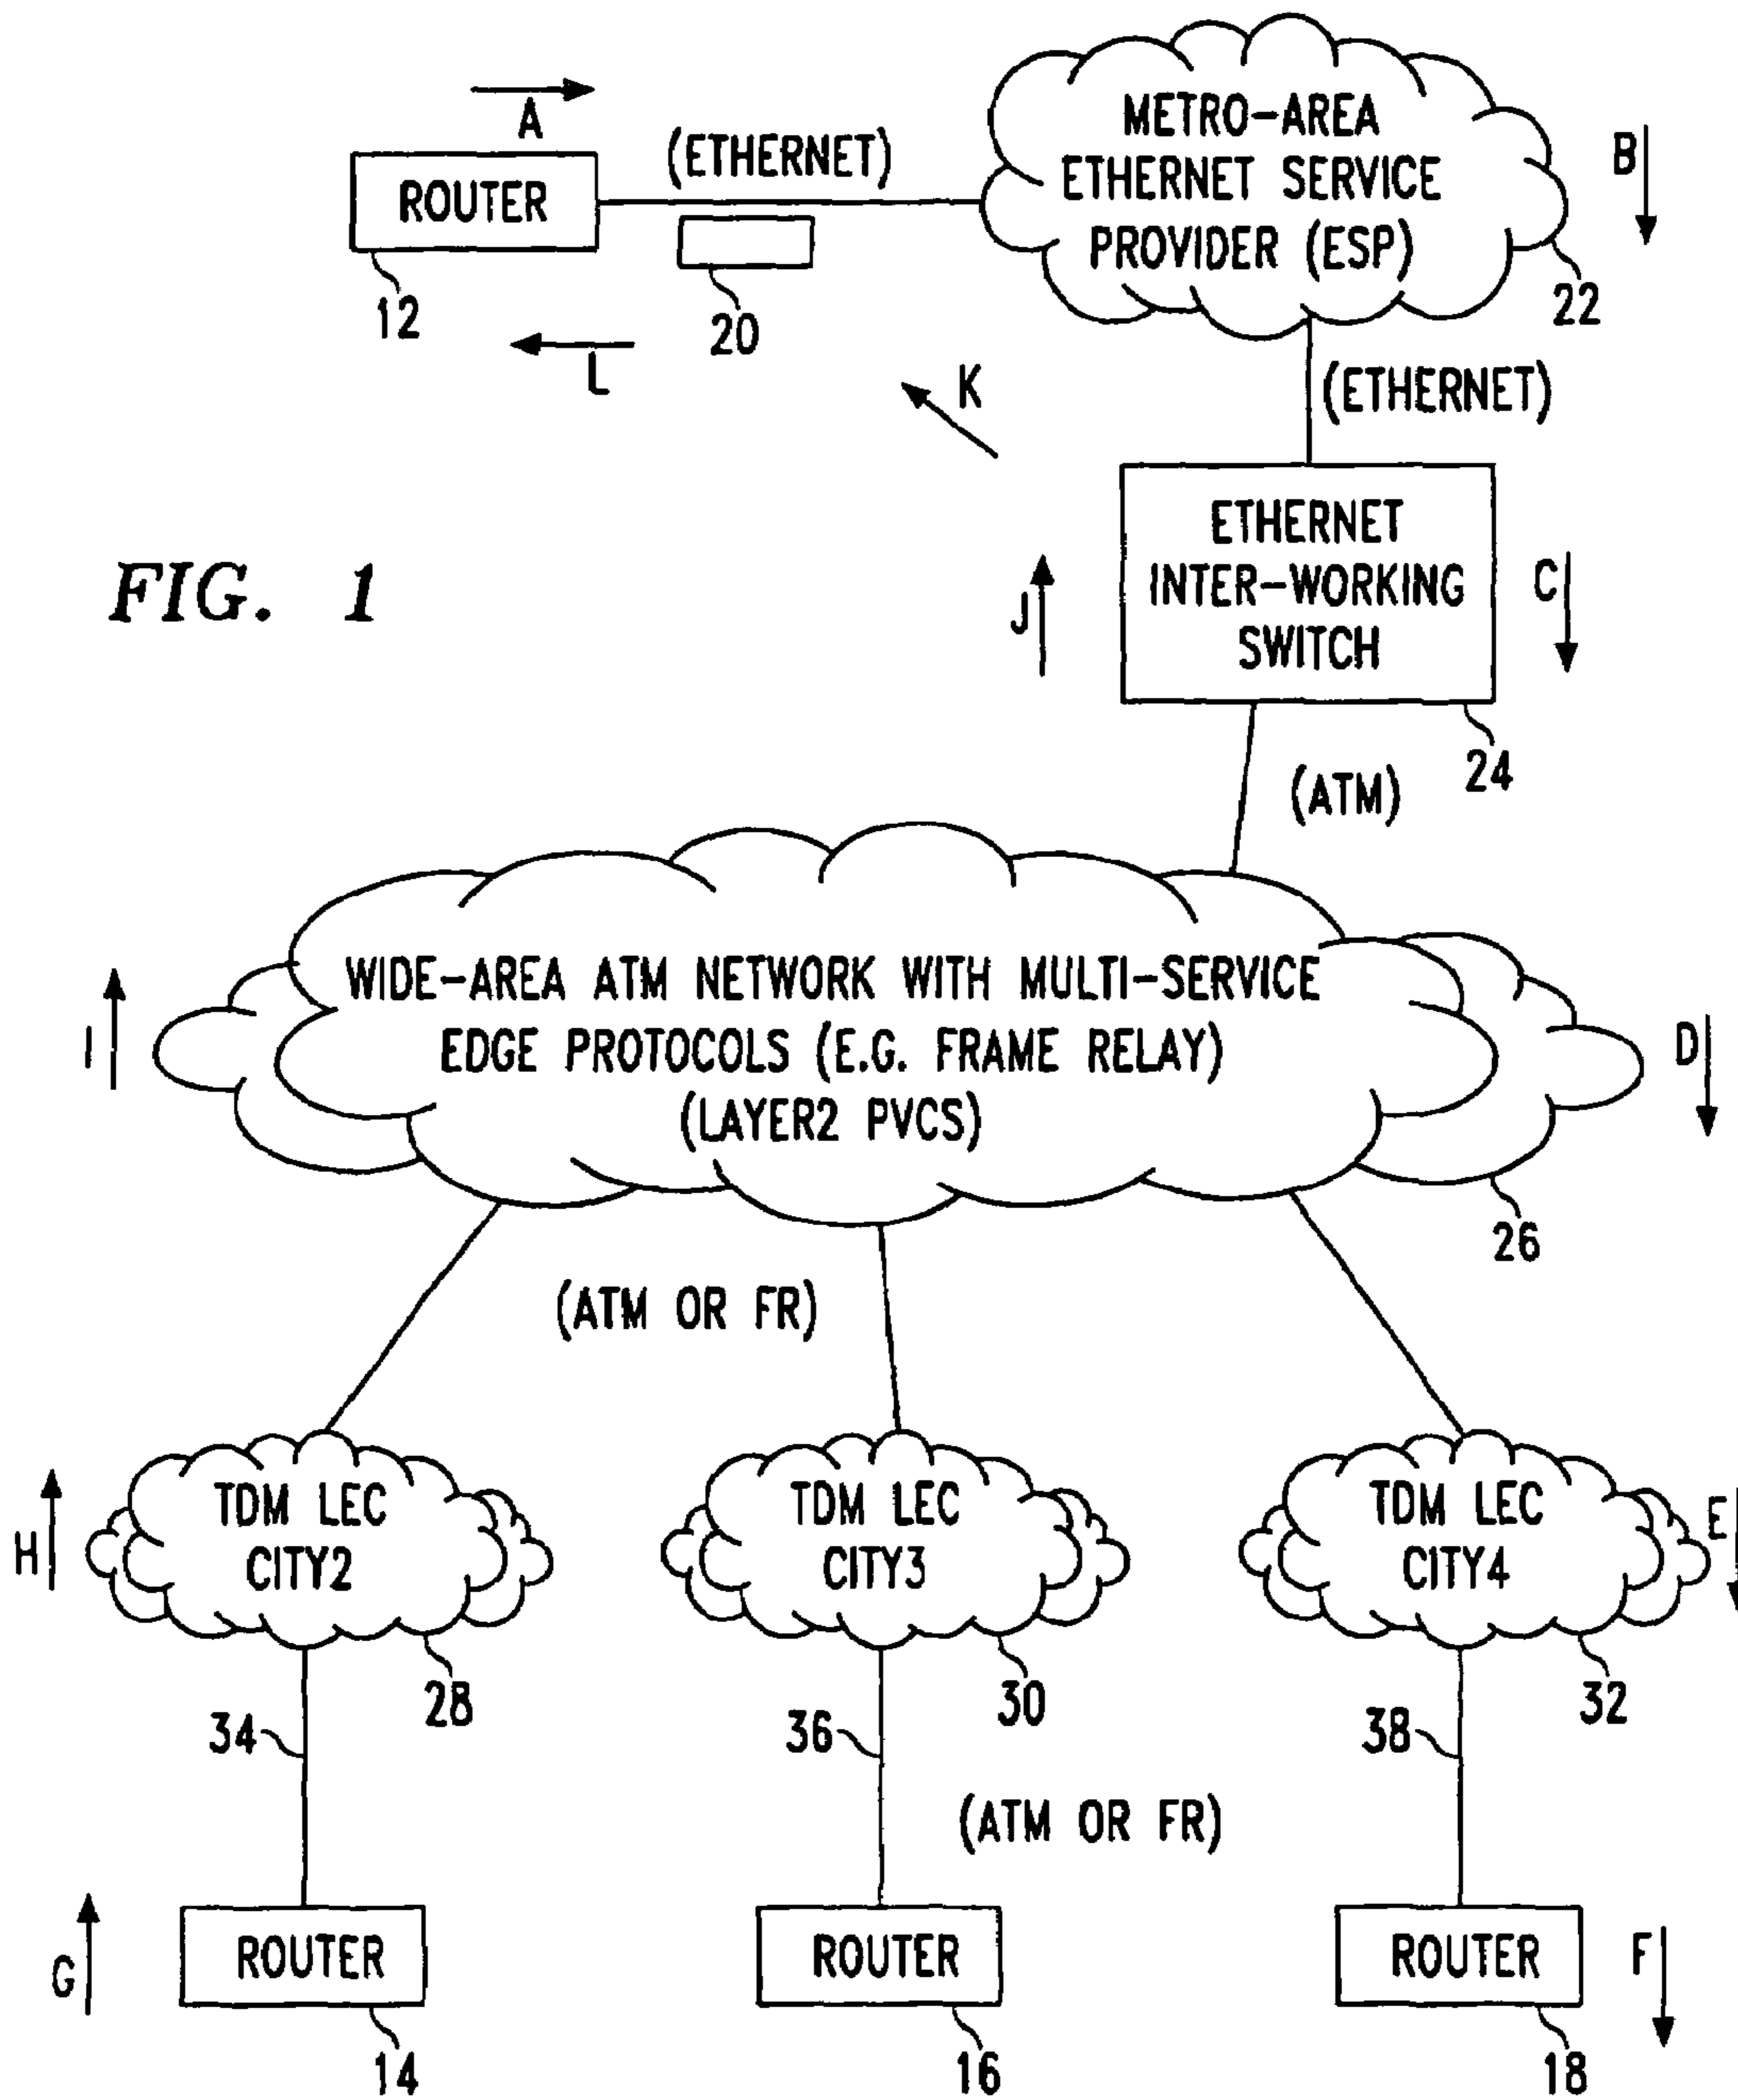 A
(ETHERNET)
ROUTER
12
20
L
METRO-AREA
ETHERNET SERVICE
PROVIDER (ESP)
B
22
K
(ETHERNET)
FIG. 1
J
ETHERNET
INTER-WORKING
SWITCH
C
24
(ATM)
I
WIDE-AREA ATM NETWORK WITH MULTI-SERVICE
EDGE PROTOCOLS (E.G. FRAME RELAY)
(LAYER2 PVCS)
D
26
(ATM OR FR)
H
TDM LEC
CITY2
28
TDM LEC
CITY3
30
TDM LEC
CITY4
32
E
34
36
38
(ATM OR FR)
G
ROUTER
14
ROUTER
16
ROUTER
18
F